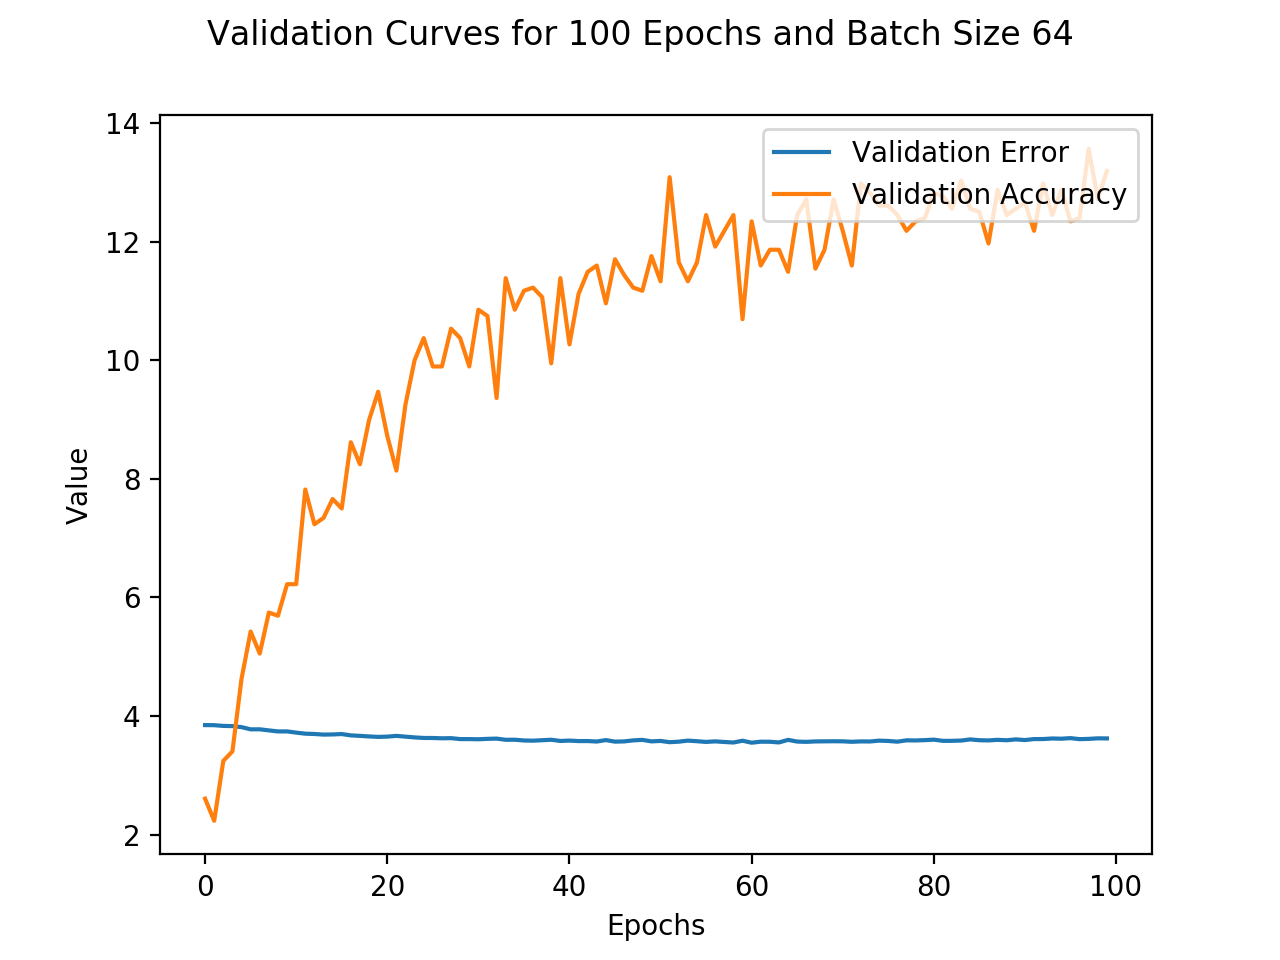 Validation Curves for 100 Epochs and Batch Size 64
14
Validation Error
Validation Accuracy
12
10
8
6
4
2
Value
0 20 40 60 80 100
Epochs